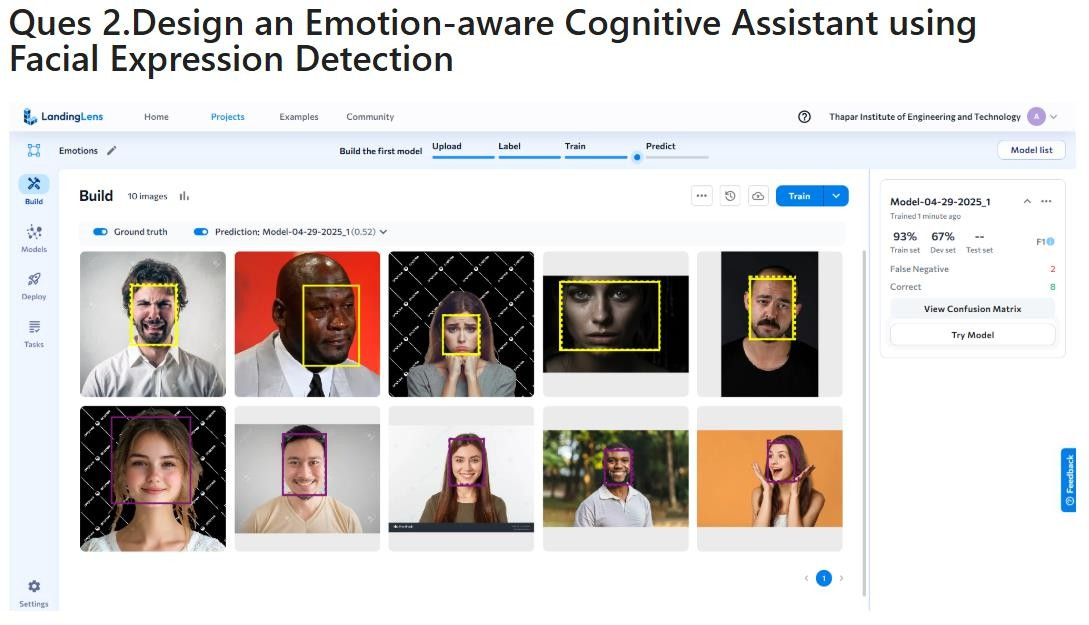 Ques 2.Design an Emotion-aware Cognitive Assistant using
Facial Expression Detection
LandingLens
Home
Projects
Examples
Community
Thapar Institute of Engineering and Technology
A
Emotions
Build the first model
Upload
Label
Train
Predict
Model list
Build
10 images
Train
Ground truth
Prediction: Model-04-29-2025_1 (0.52)
Build
Models
Deploy
Tasks
Settings
1
Model-04-29-2025_1
Trained 1 minute ago
93% 67% --
Train set Dev set Test set
F1
False Negative 2
Correct 8
View Confusion Matrix
Try Model
Feedback